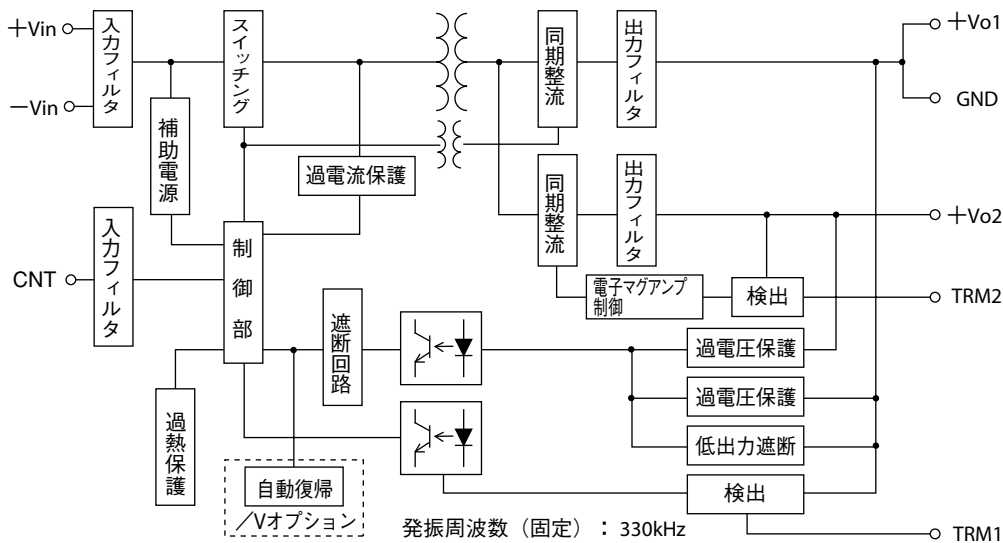 +Vin
入力フィルタ
スイッチング
同期整流
出力フィルタ
+Vo1
−Vin
GND
補助電源
過電流保護
同期整流
出力フィルタ
+Vo2
CNT
入力フィルタ
制御部
電子マグアンプ
制御
検出
TRM2
遮断回路
過電圧保護
過熱保護
過電圧保護
低出力遮断
自動復帰
／Vオプション
検出
発振周波数（固定）：330kHz
TRM1